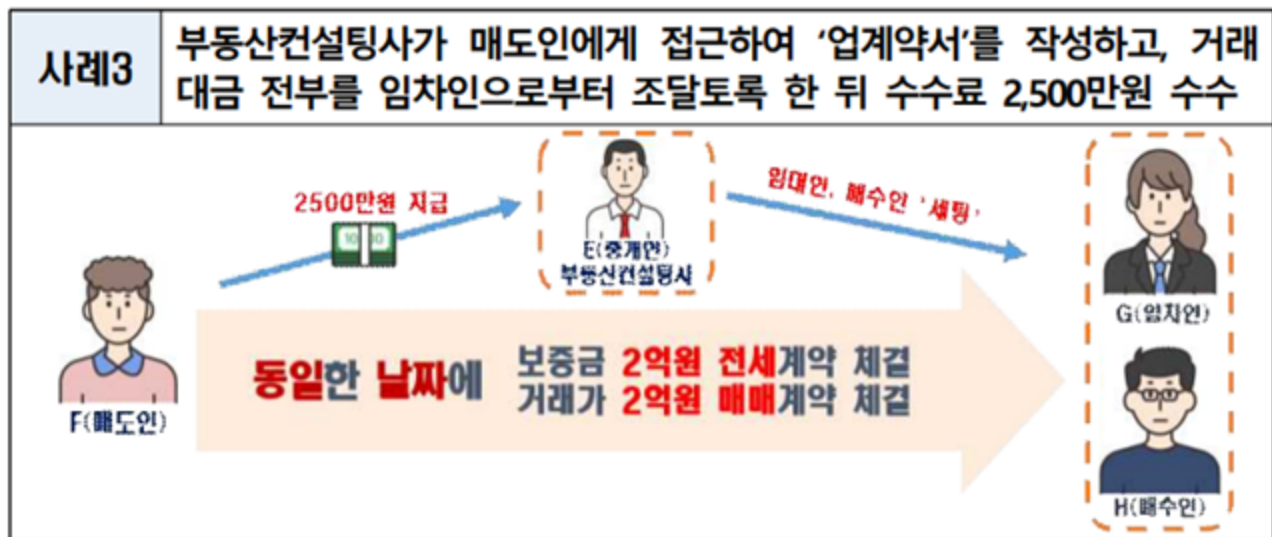 사례3
부동산컨설팅사가 매도인에게 접근하여 ‘업계약서’를 작성하고, 거래
대금 전부를 임차인으로부터 조달토록 한 뒤 수수료 2,500만원 수수
2500만원 지급
E(중개인)
부동산컨설팅사
임대인, 매수인 ‘세팅’
F(매도인)
동일한 날짜에
보증금 2억원 전세계약 체결
거래가 2억원 매매계약 체결
G(임차인)
H(매수인)